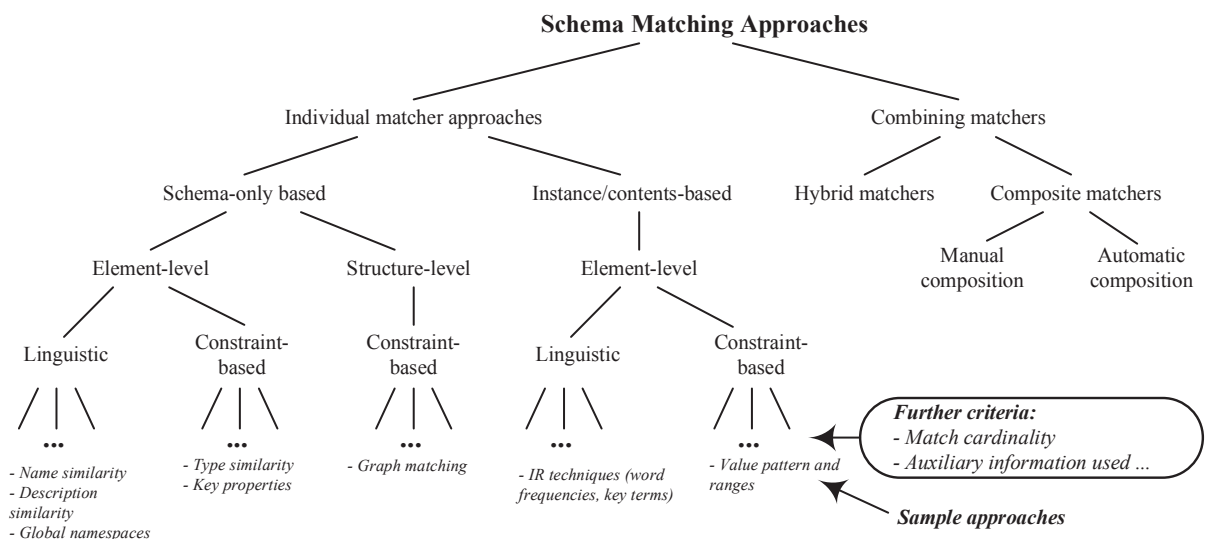 Schema Matching Approaches
Individual matcher approaches
Combining matchers
Schema-only based
Instance/contents-based
Hybrid matchers
Composite matchers
Element-level
Structure-level
Element-level
Manual
composition
Automatic
composition
Linguistic
Constraint-
based
Constraint-
based
Linguistic
Constraint-
based
...
...
...
...
...
- Name similarity
- Description
similarity
- Global namespaces
- Type similarity
- Key properties
- Graph matching
- IR techniques (word
frequencies, key terms)
- Value pattern and
ranges
Further criteria:
- Match cardinality
- Auxiliary information used ...
Sample approaches